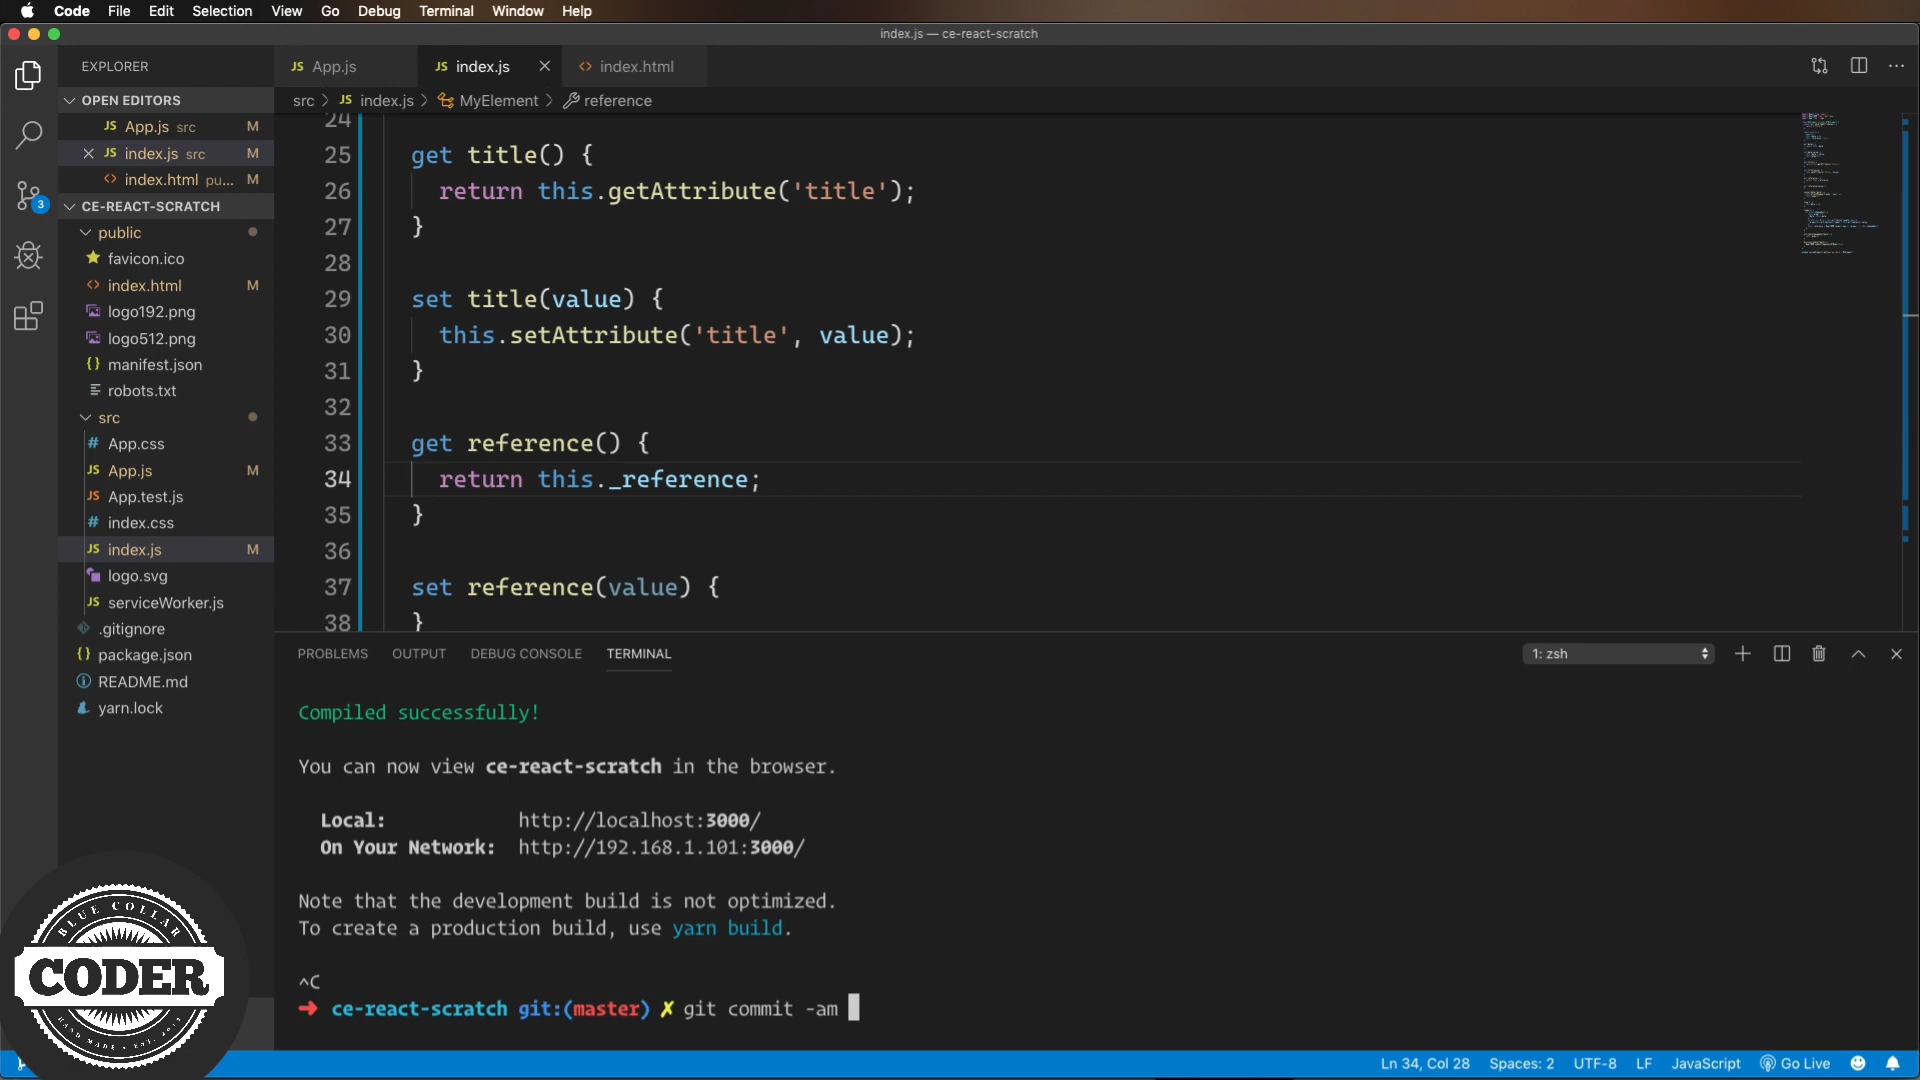 Code File Edit Selection View Go Debug Terminal Window Help
index.js — ce-react-scratch
EXPLORER
OPEN EDITORS
JS App.js src M
JS index.js src M
<> index.html pu... M
CE-REACT-SCRATCH
public
favicon.ico
<> index.html M
logo192.png
logo512.png
{} manifest.json
robots.txt
src
# App.css
JS App.js M
JS App.test.js
# index.css
JS index.js M
logo.svg
JS serviceWorker.js
.gitignore
{} package.json
README.md
yarn.lock
3
JS App.js
JS index.js
<> index.html
src > JS index.js > MyElement > reference
24
25 get title() {
26 return this.getAttribute('title');
27 }
28
29 set title(value) {
30 this.setAttribute('title', value);
31 }
32
33 get reference() {
34 return this._reference;
35 }
36
37 set reference(value) {
38 }
PROBLEMS OUTPUT DEBUG CONSOLE TERMINAL
1: zsh
Compiled successfully!
You can now view ce-react-scratch in the browser.
Local: http://localhost:3000/
On Your Network: http://192.168.1.101:3000/
Note that the development build is not optimized.
To create a production build, use yarn build.
^C
➜ ce-react-scratch git:(master) ✗ git commit -am
BLUE COLLAR
CODER
HAND MADE • EST. 2017
Ln 34, Col 28 Spaces: 2 UTF-8 LF JavaScript Go Live